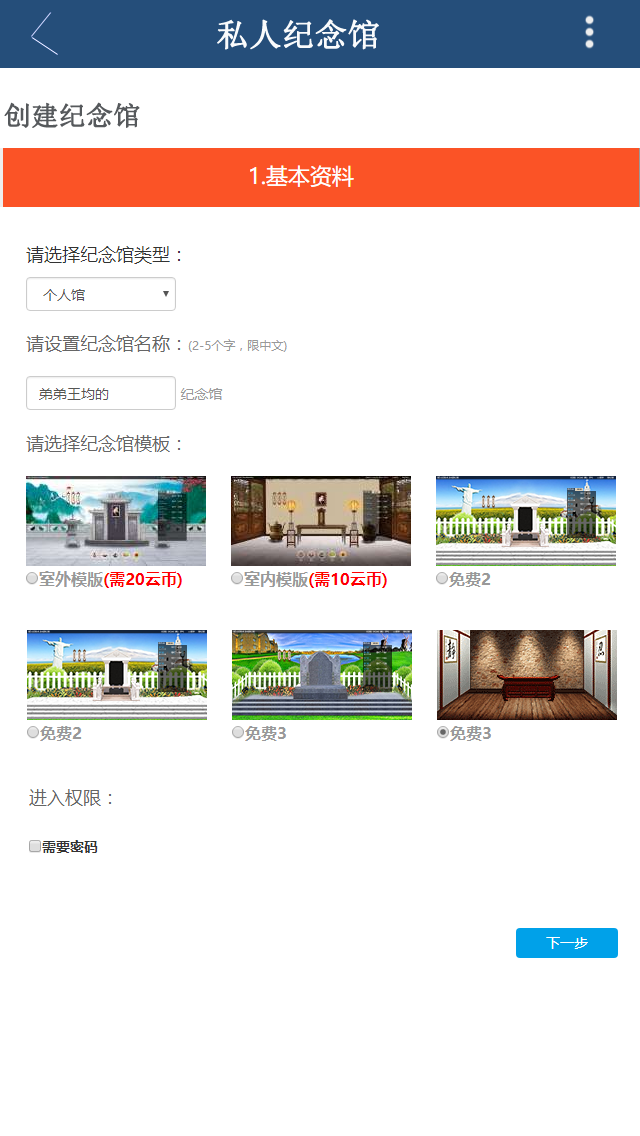 私人纪念馆
创建纪念馆
1.基本资料
请选择纪念馆类型：
个人馆
请设置纪念馆名称：(2-5个字，限中文)
弟弟王均的 纪念馆
请选择纪念馆模板：
室外模版(需20云币) 室内模版(需10云币) 免费2
免费2 免费3 免费3
进入权限：
需要密码
下一步